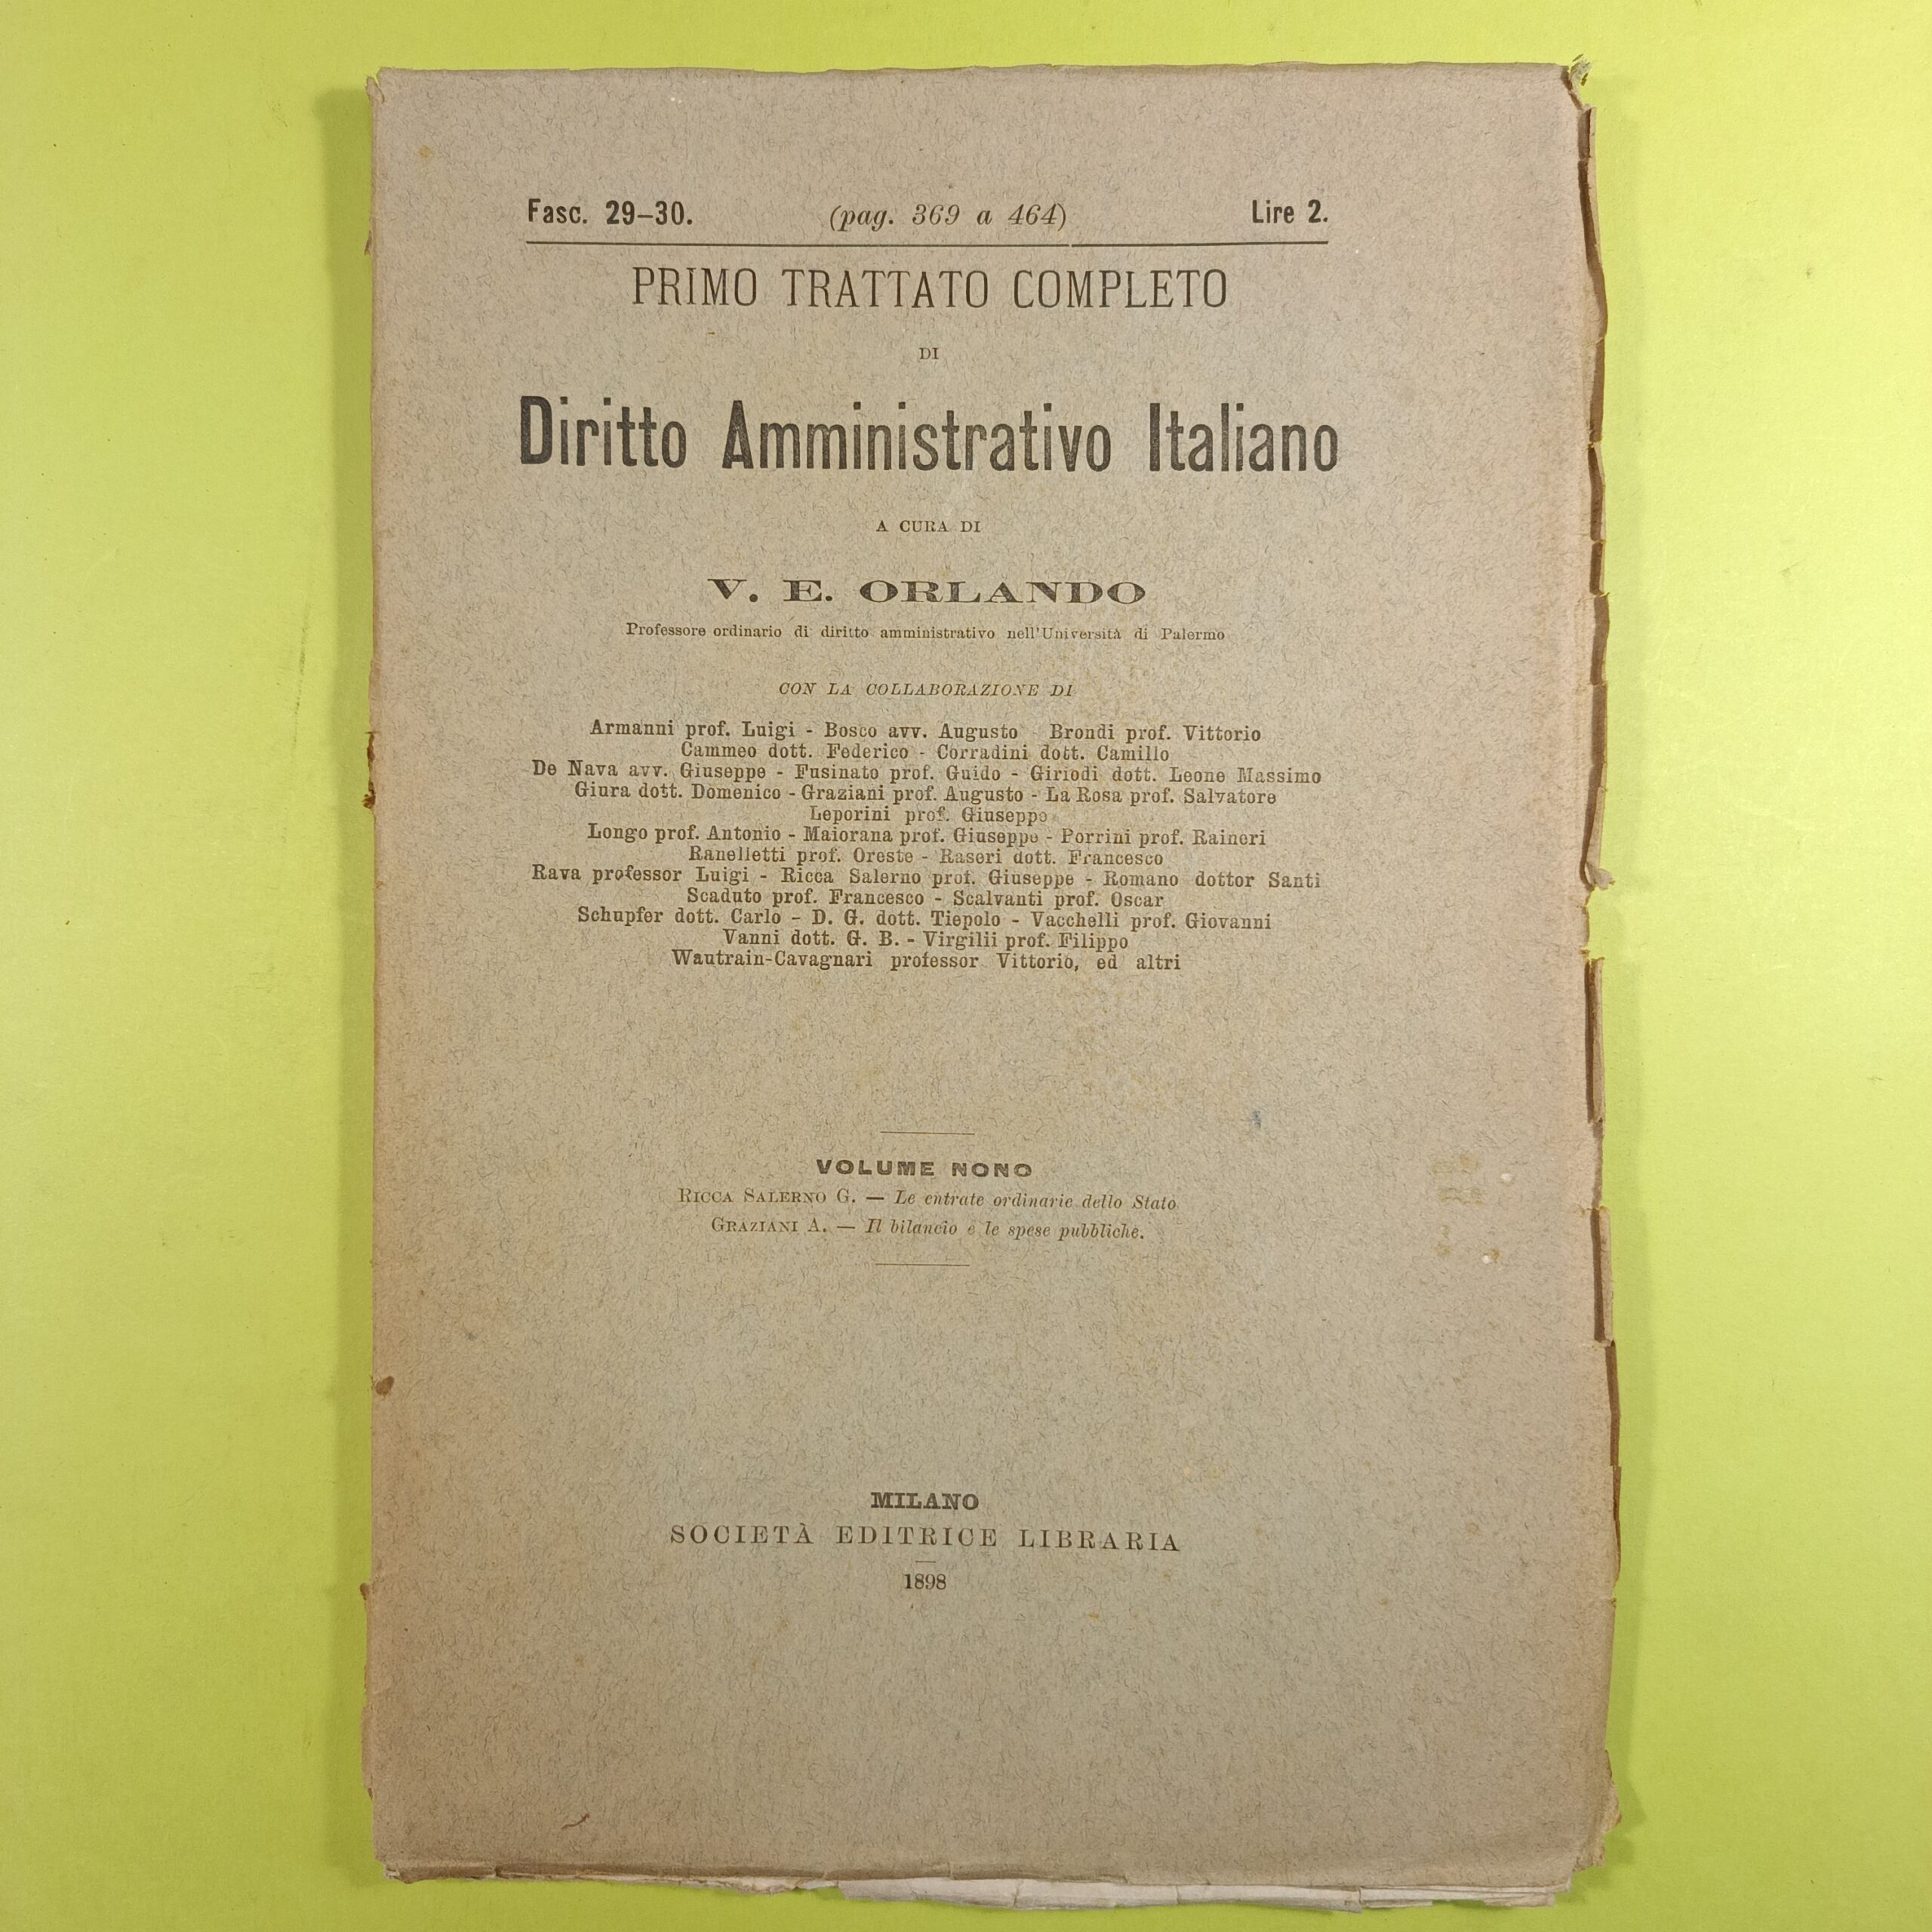 Fasc. 29-30. (pag. 369 a 464) Lire 2.
PRIMO TRATTATO COMPLETO
DI
Diritto Amministrativo Italiano
A CURA DI
V. E. ORLANDO
Professore ordinario di diritto amministrativo nell'Università di Palermo
CON LA COLLABORAZIONE DI
Armanni prof. Luigi - Bosco avv. Augusto - Brondi prof. Vittorio
Cammeo dott. Federico - Corradini dott. Camillo
De Nava avv. Giuseppe - Fusinato prof. Guido - Giriodi dott. Leone Massimo
Giura dott. Domenico - Graziani prof. Augusto - La Rosa prof. Salvatore
Leporini prof. Giuseppe
Longo prof. Antonio - Maiorana prof. Giuseppe - Porrini prof. Raineri
Ranelletti prof. Oreste - Raseri dott. Francesco
Rava professor Luigi - Ricca Salerno prof. Giuseppe - Romano dottor Santi
Scaduto prof. Francesco - Scalvanti prof. Oscar
Schupfer dott. Carlo - D. G. dott. Tiepolo - Vacchelli prof. Giovanni
Vanni dott. G. B. - Virgilii prof. Filippo
Wautrain-Cavagnari professor Vittorio, ed altri
VOLUME NONO
RICCA SALERNO G. — Le entrate ordinarie dello Stato
GRAZIANI A. — Il bilancio e le spese pubbliche.
MILANO
SOCIETÀ EDITRICE LIBRARIA
1898